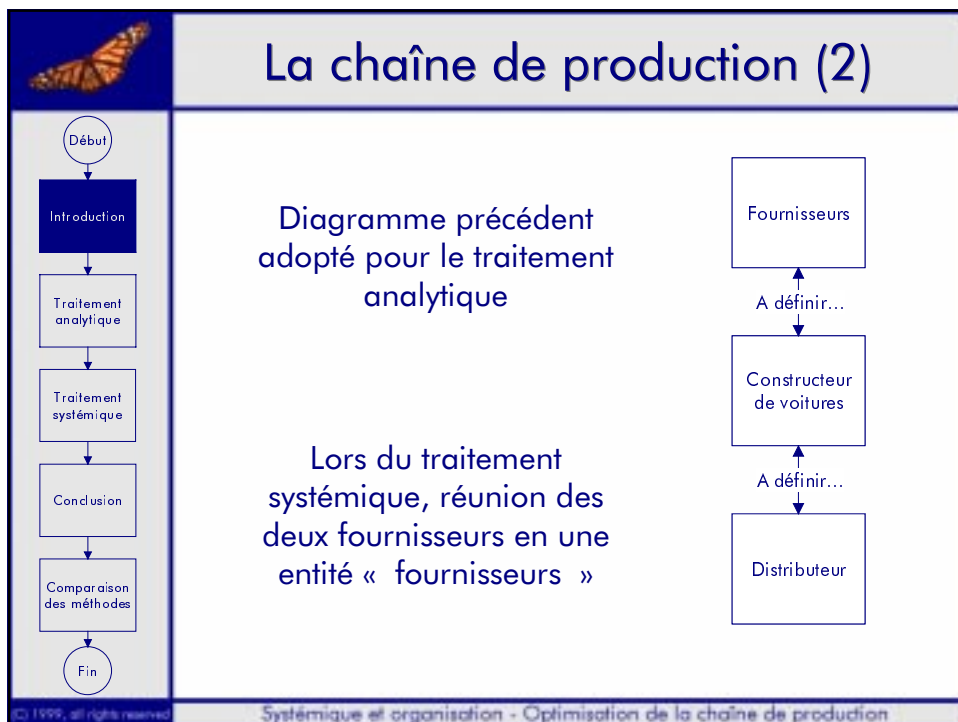 La chaîne de production (2)
Début
Introduction
Traitement
analytique
Traitement
systémique
Conclusion
Comparaison
des méthodes
Fin
Diagramme précédent
adopté pour le traitement
analytique
Lors du traitement
systémique, réunion des
deux fournisseurs en une
entité «  fournisseurs  »
Fournisseurs
A définir...
Constructeur
de voitures
A définir...
Distributeur
(C) 1999, all rights reserved
Systémique et organisation - Optimisation de la chaîne de production